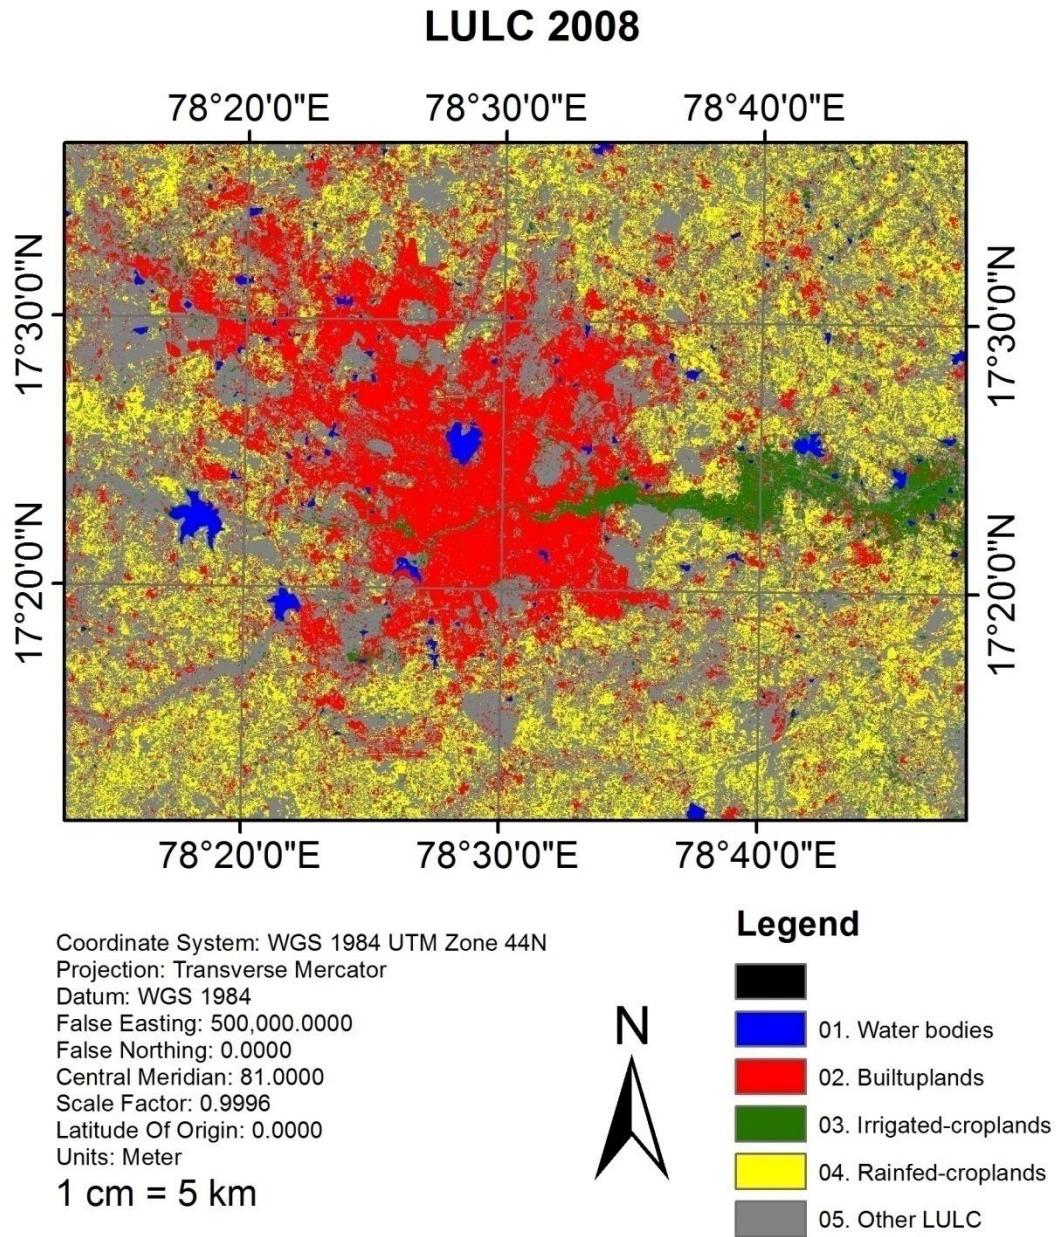 LULC 2008
78°20'0"E 78°30'0"E 78°40'0"E
17°30'0"N
17°30'0"N
17°20'0"N
17°20'0"N
78°20'0"E 78°30'0"E 78°40'0"E
Coordinate System: WGS 1984 UTM Zone 44N
Projection: Transverse Mercator
Datum: WGS 1984
False Easting: 500,000.0000
False Northing: 0.0000
Central Meridian: 81.0000
Scale Factor: 0.9996
Latitude Of Origin: 0.0000
Units: Meter
1 cm = 5 km
N
Legend
01. Water bodies
02. Builtuplands
03. Irrigated-croplands
04. Rainfed-croplands
05. Other LULC